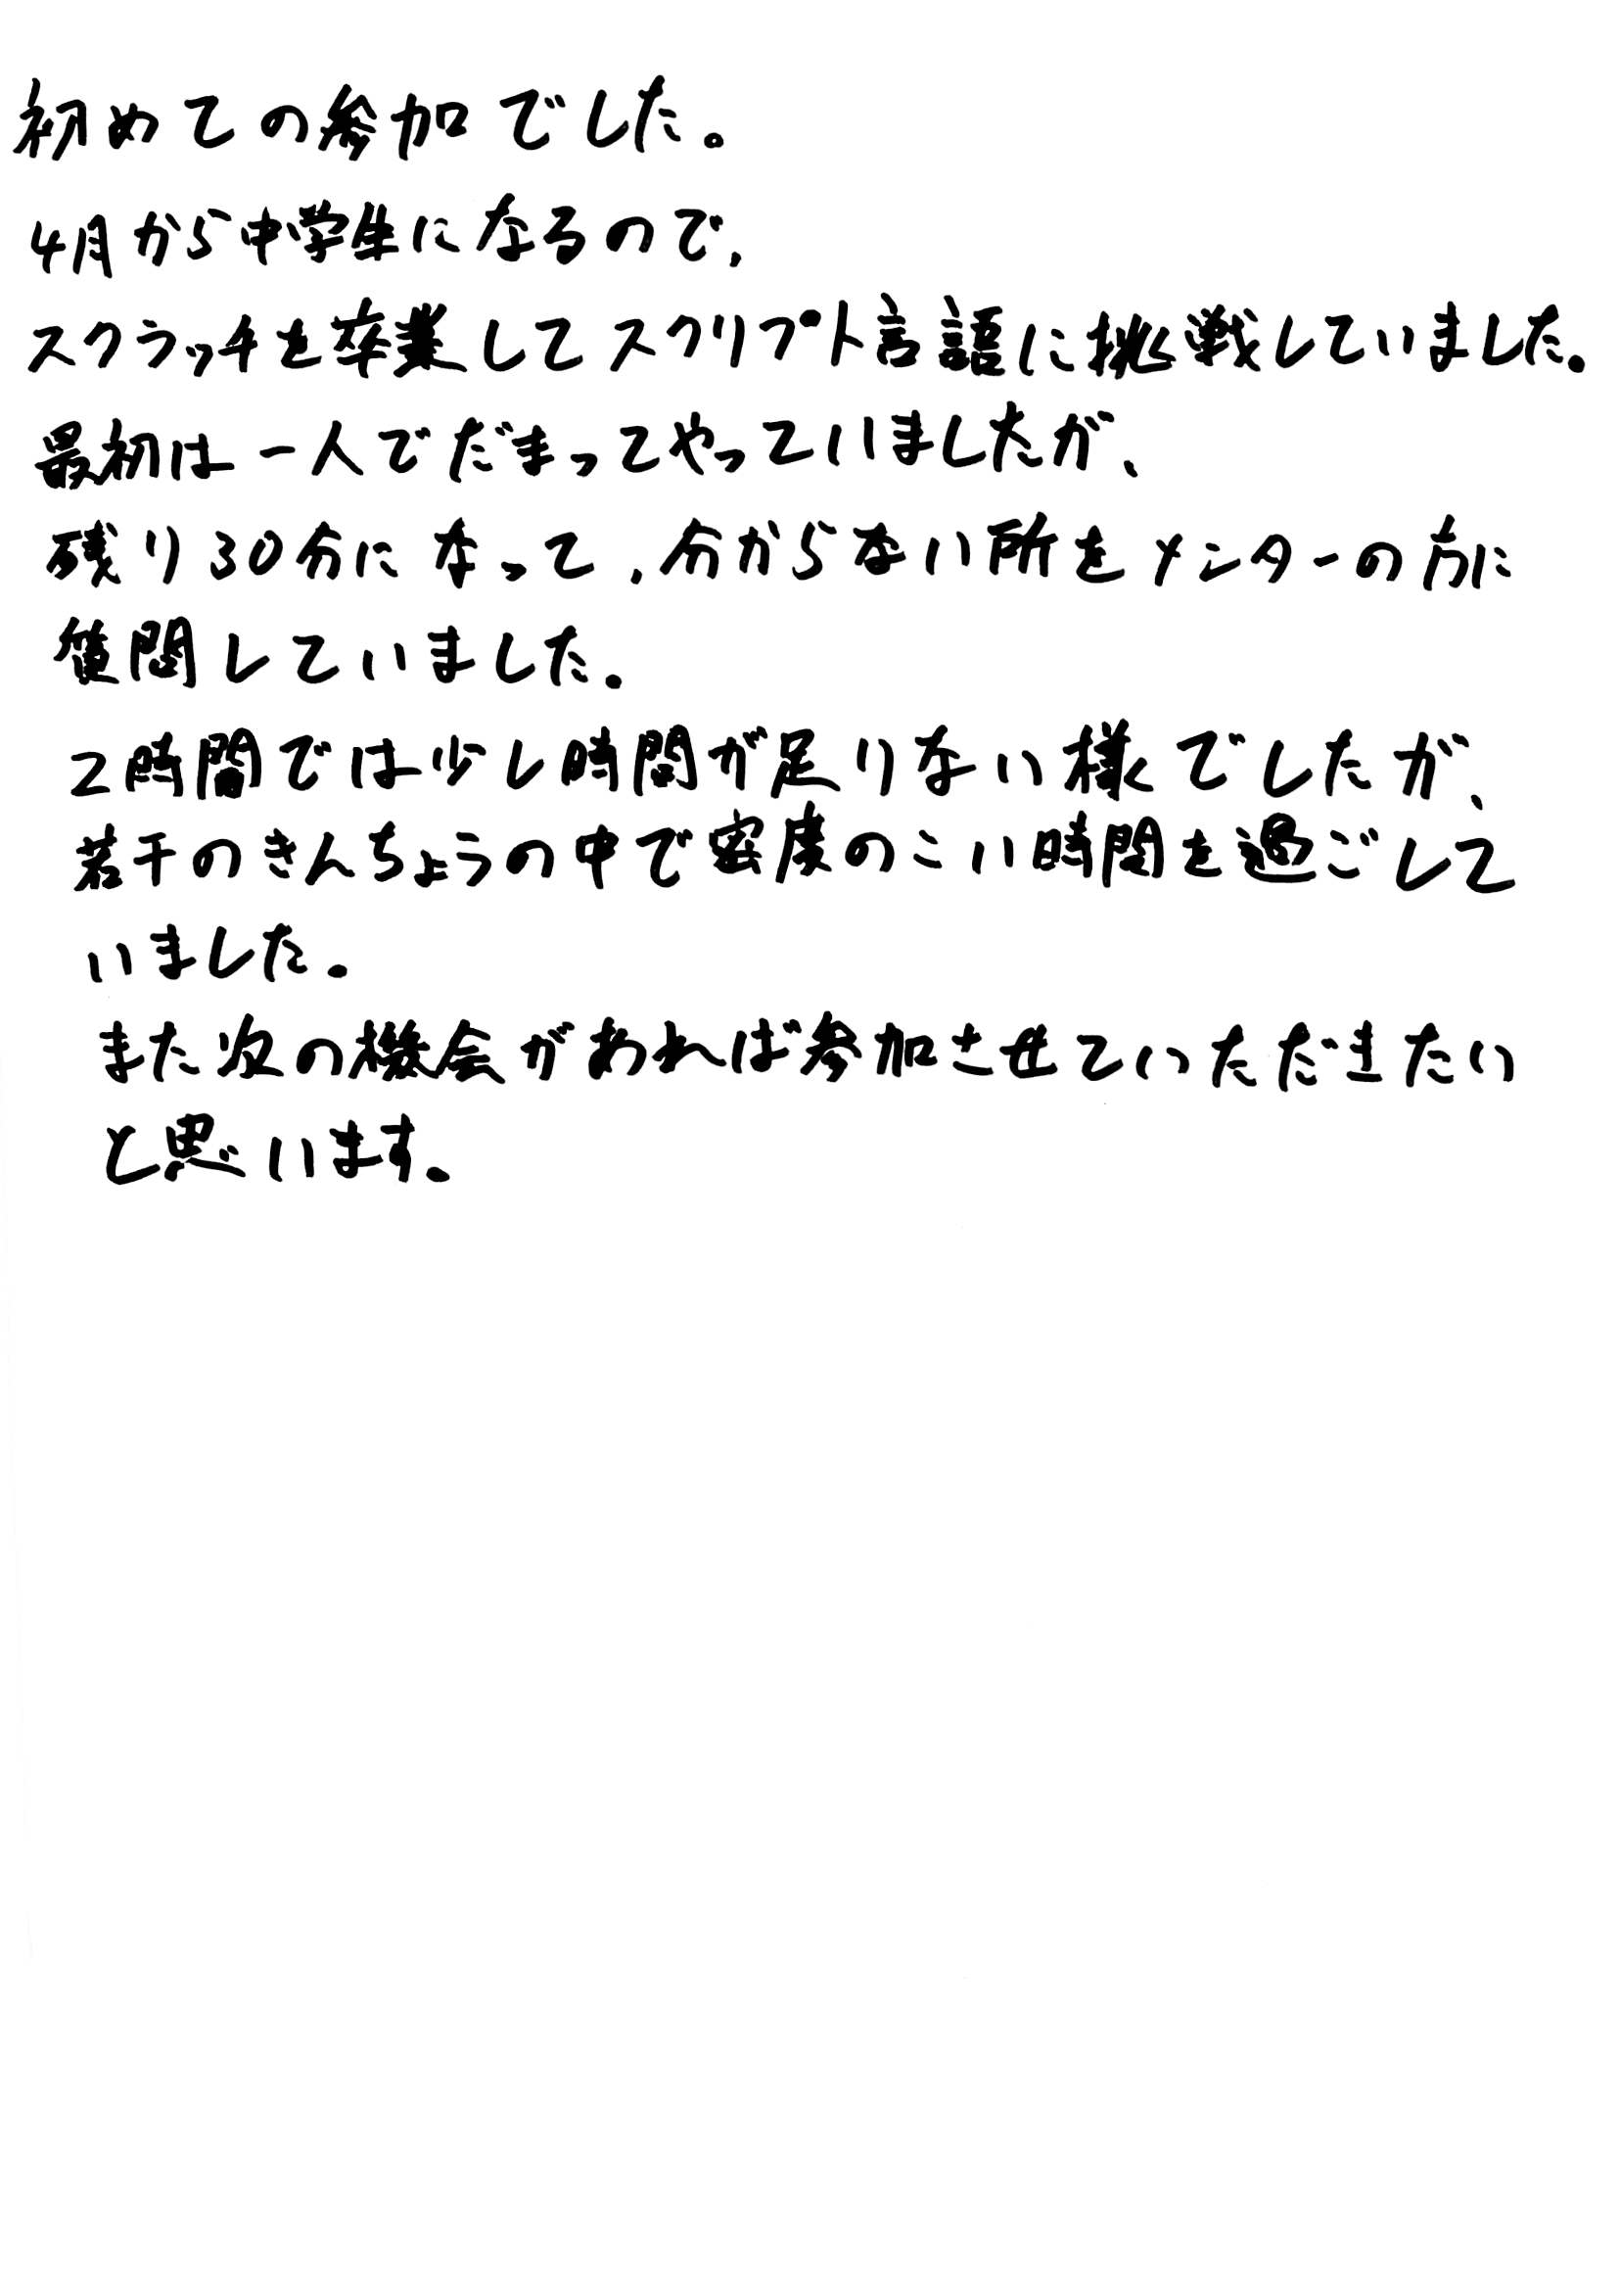 初めての参加でした。
4月から中学生になるので、
スクラッチを卒業してスクリプト言語に挑戦していました。
最初は一人でだまってやっていましたが、
残り30分になって、分からない所をメンターの方に
質問していました。
2時間では少し時間が足りない様でしたが、
若干のきんちょうの中で密度のこい時間を過ごして
いました。
また次の機会があれば参加させていただきたい
と思います。